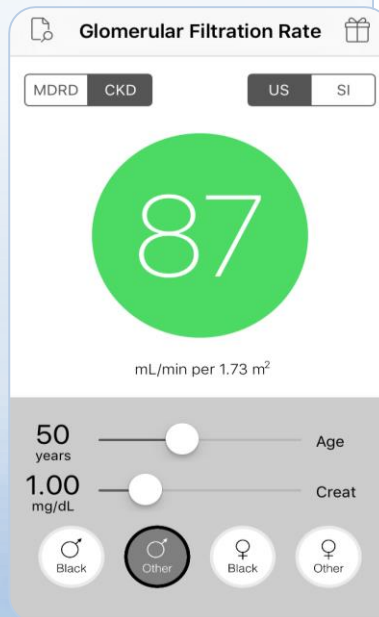 Glomerular Filtration Rate
MDRD CKD US SI
87
mL/min per 1.73 m²
50 years Age
1.00 mg/dL Creat
♂ Black ♂ Other ♀ Black ♀ Other